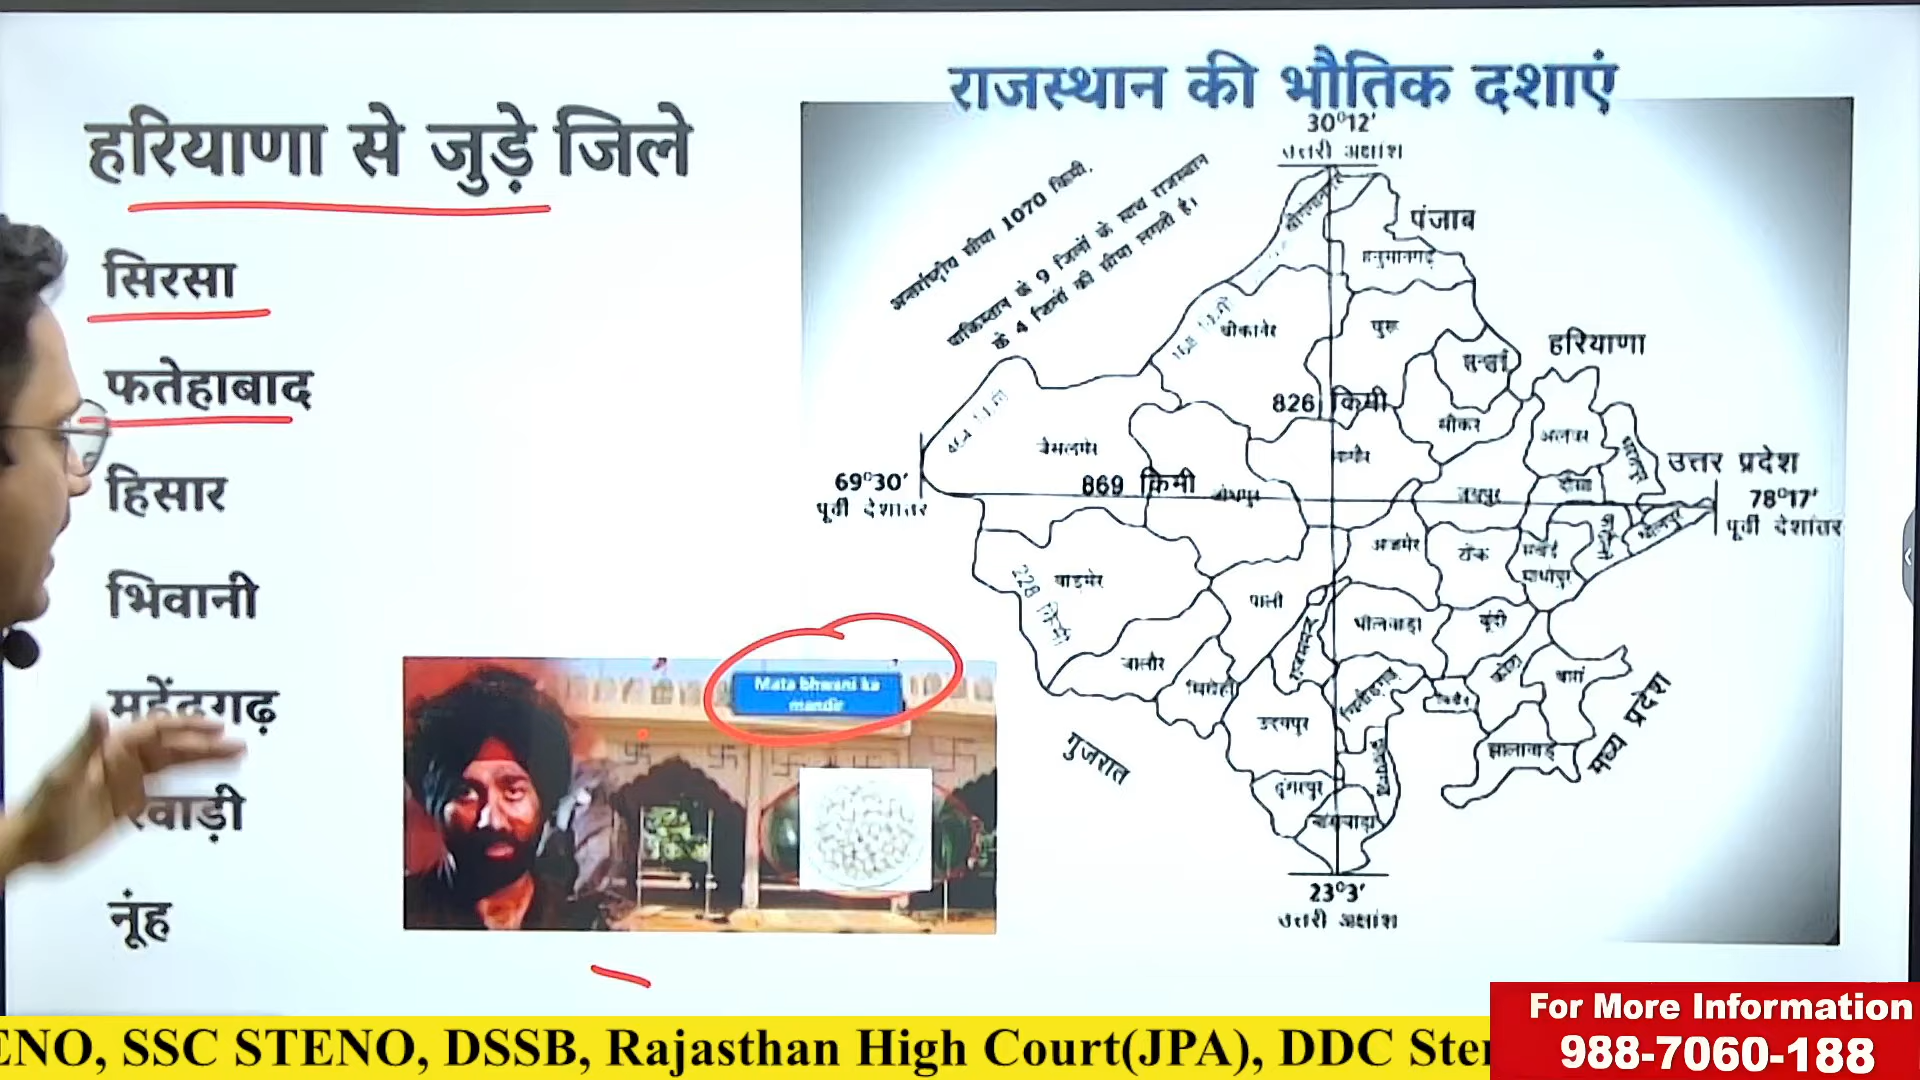 राजस्थान की भौतिक दशाएं
हरियाणा से जुड़े जिले
सिरसा
फतेहाबाद
हिसार
भिवानी
महेंद्रगढ़
नूंह
Mata bhwani ka
mandir
30°12'
उत्तरी अक्षांश
अन्तर्राष्ट्रीय सीमा 1070 किमी.
पाकिस्तान के 9 जिलों के साथ राजस्थान
के 4 जिलों की सीमा लगती है।
पंजाब
हनुमानगढ़
बीकानेर
चुरू
हरियाणा
826 किमी
सीकर
अलवर
जैसलमेर
नागौर
उत्तर प्रदेश
69°30'
पूर्वी देशांतर
869 किमी
जोधपुर
जयपुर
दौसा
78°17'
पूर्वी देशांतर
धौलपुर
अजमेर
टोंक
सवाई
माधोपुर
बाड़मेर
228 किमी
पाली
भीलवाड़ा
बूंदी
जालौर
सिरोही
कोटा
बारां
उदयपुर
झालावाड़
मध्य प्रदेश
गुजरात
डूंगरपुर
बांसवाड़ा
23°3'
उत्तरी अक्षांश
ENO, SSC STENO, DSSB, Rajasthan High Court(JPA), DDC Ste
For More Information
988-7060-188